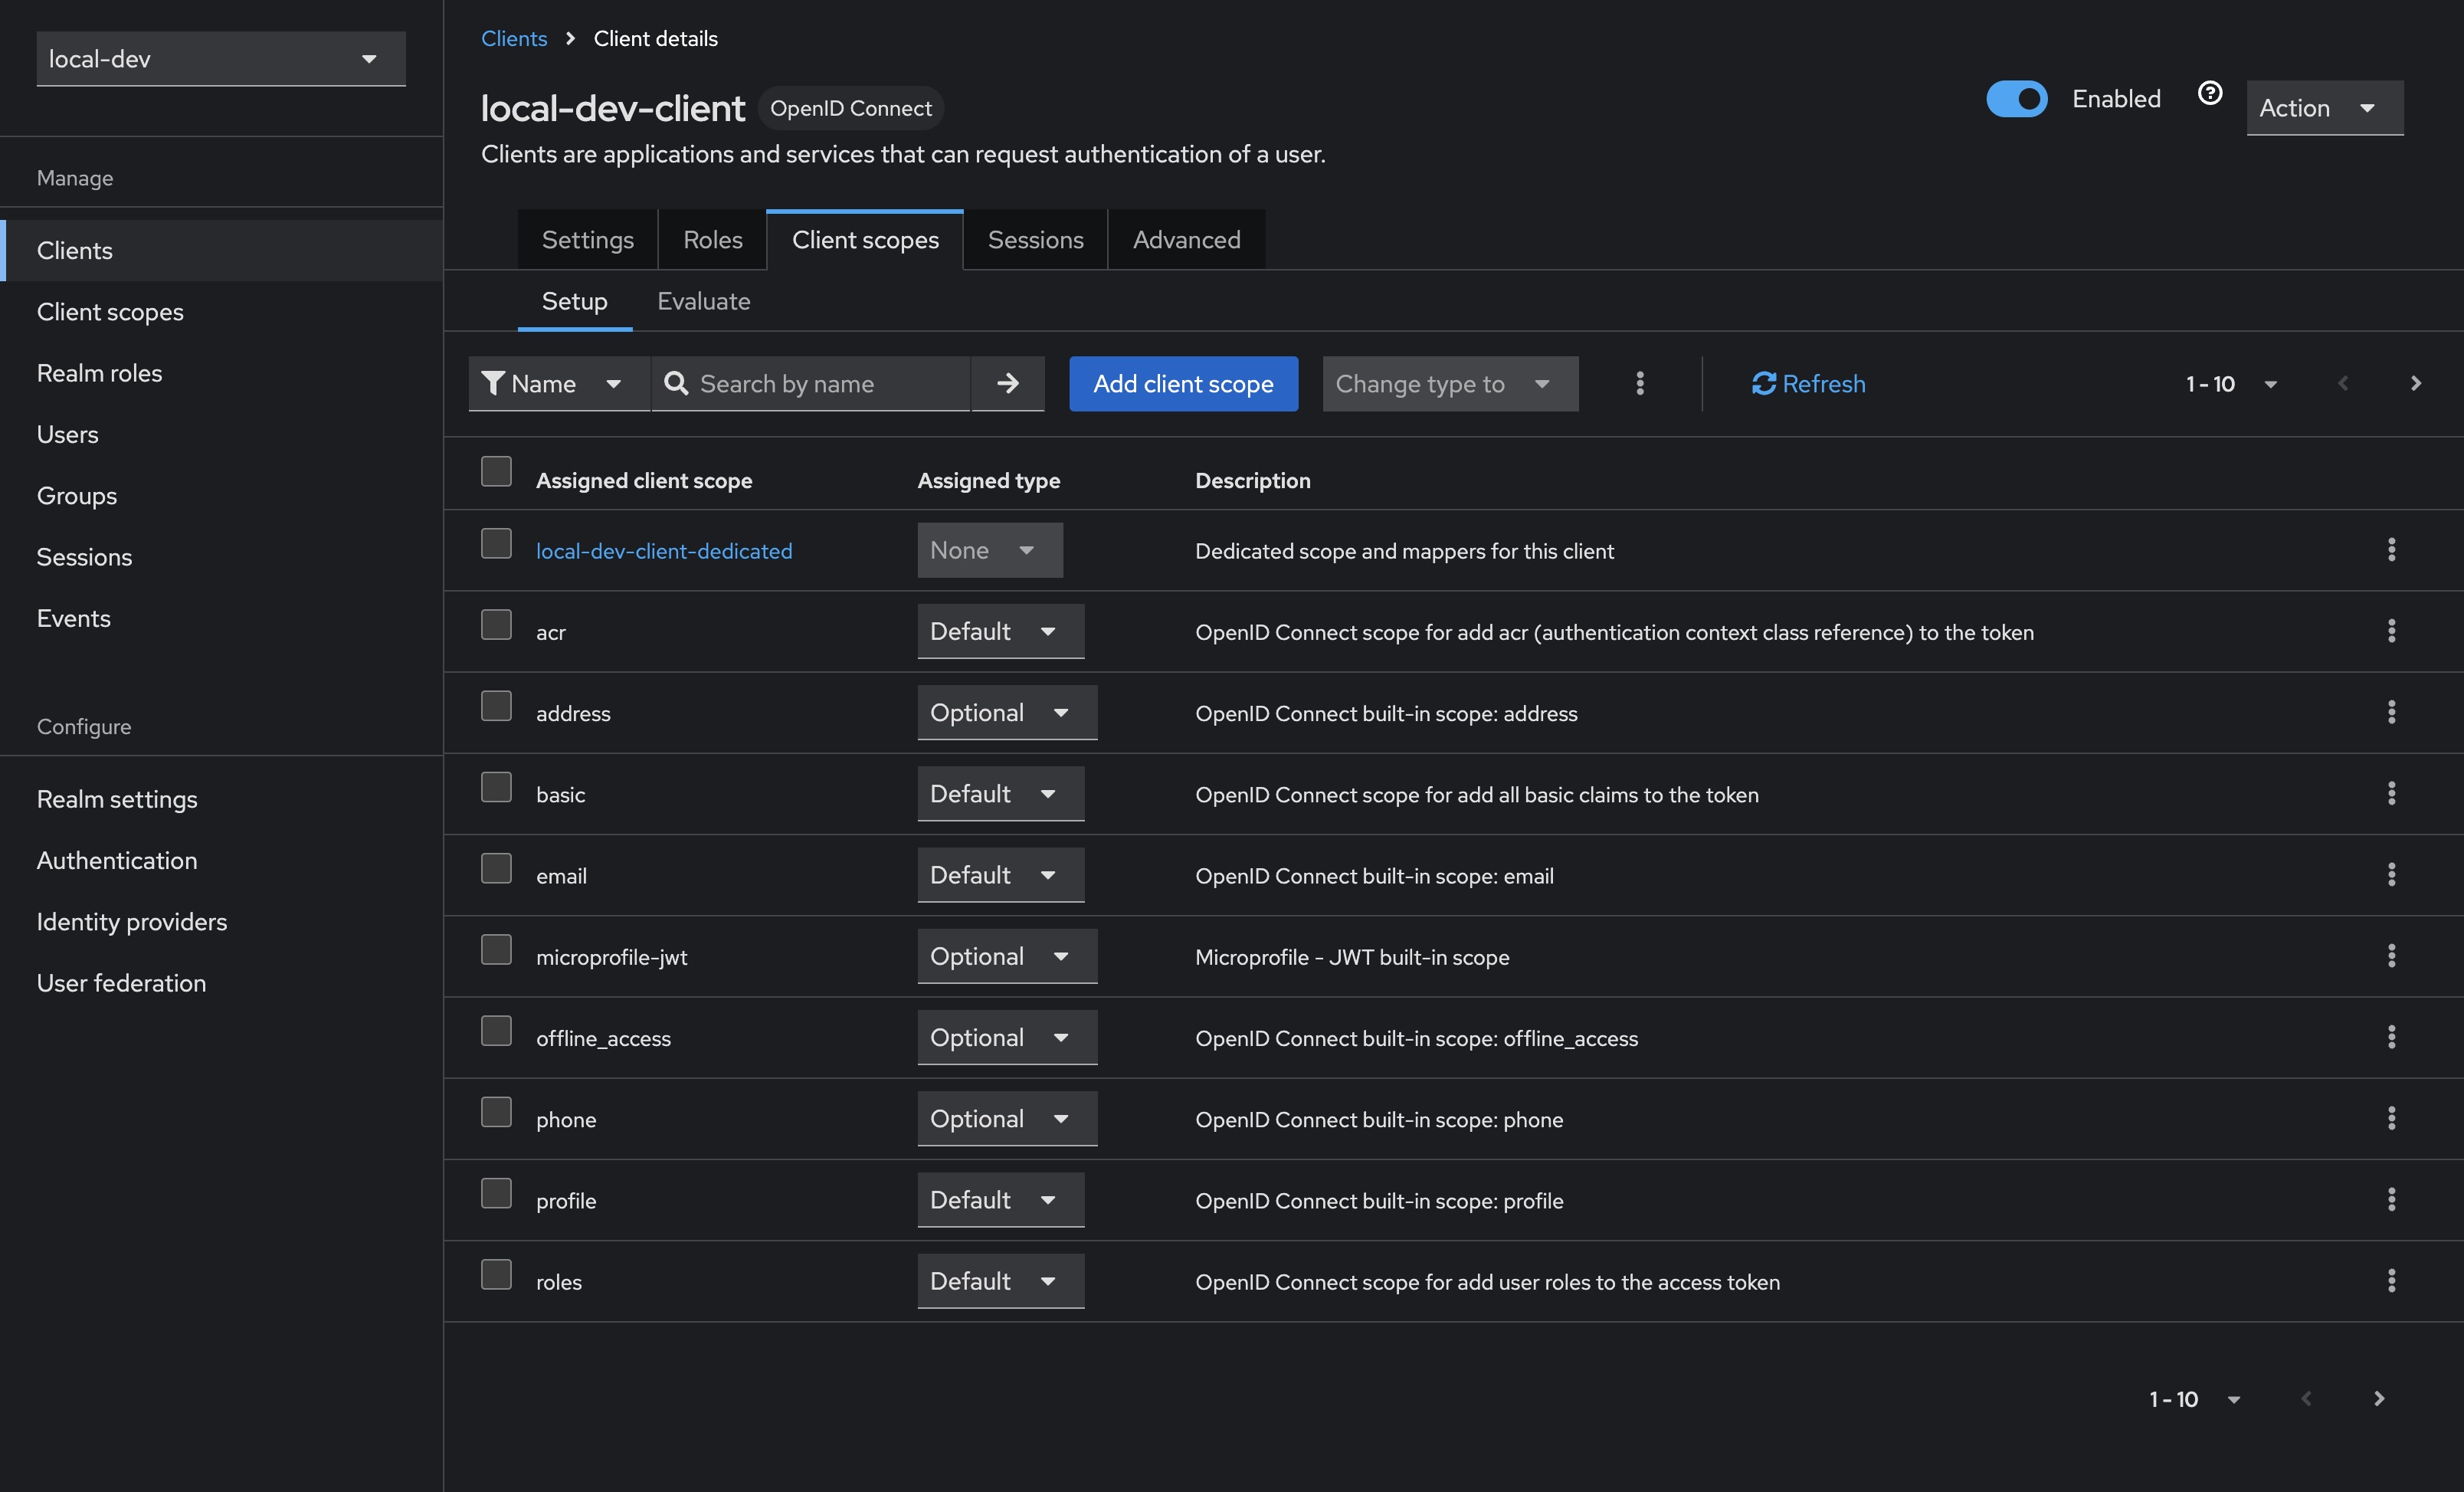 local-dev
Manage
Clients
Client scopes
Realm roles
Users
Groups
Sessions
Events
Configure
Realm settings
Authentication
Identity providers
User federation
Clients Client details
local-dev-client OpenID Connect
Clients are applications and services that can request authentication of a user.
Enabled Action
Settings Roles Client scopes Sessions Advanced
Setup Evaluate
Name Search by name Add client scope Change type to Refresh 1 - 10
Assigned client scope Assigned type Description
local-dev-client-dedicated None Dedicated scope and mappers for this client
acr Default OpenID Connect scope for add acr (authentication context class reference) to the token
address Optional OpenID Connect built-in scope: address
basic Default OpenID Connect scope for add all basic claims to the token
email Default OpenID Connect built-in scope: email
microprofile-jwt Optional Microprofile - JWT built-in scope
offline_access Optional OpenID Connect built-in scope: offline_access
phone Optional OpenID Connect built-in scope: phone
profile Default OpenID Connect built-in scope: profile
roles Default OpenID Connect scope for add user roles to the access token
1 - 10